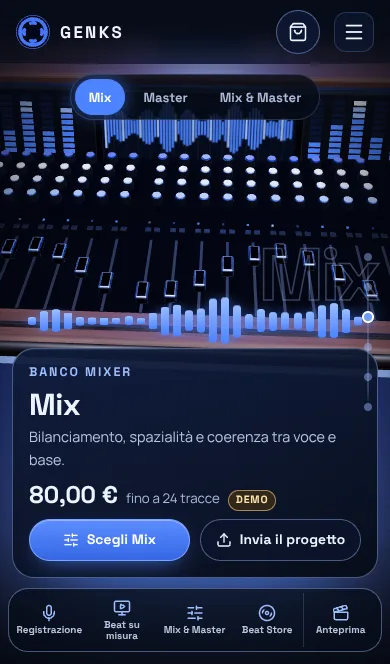 GENKS
Mix
Master
Mix & Master
Mix
BANCO MIXER
Mix
Bilanciamento, spazialità e coerenza tra voce e
base.
80,00 € fino a 24 tracce DEMO
Scegli Mix
Invia il progetto
Registrazione
Beat su
misura
Mix & Master
Beat Store
Anteprima